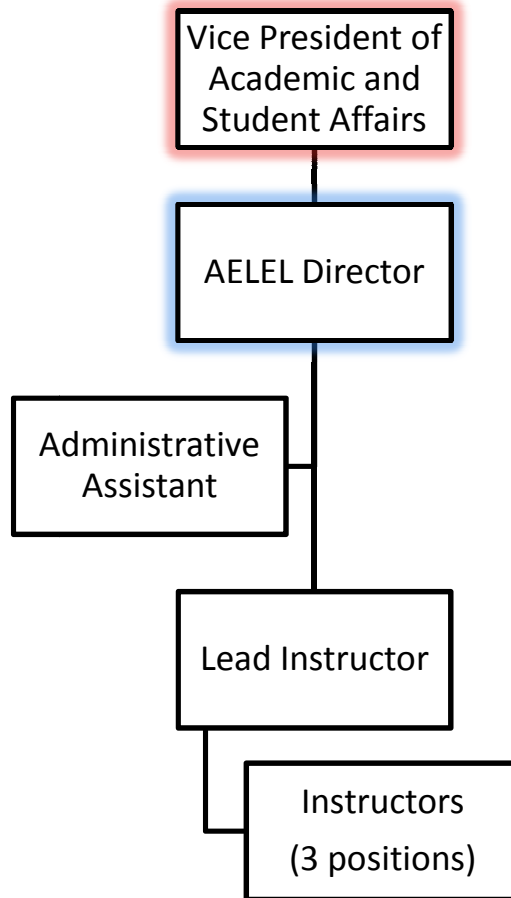 Vice President of
Academic and
Student Affairs
AELEL Director
Administrative
Assistant
Lead Instructor
Instructors
(3 positions)